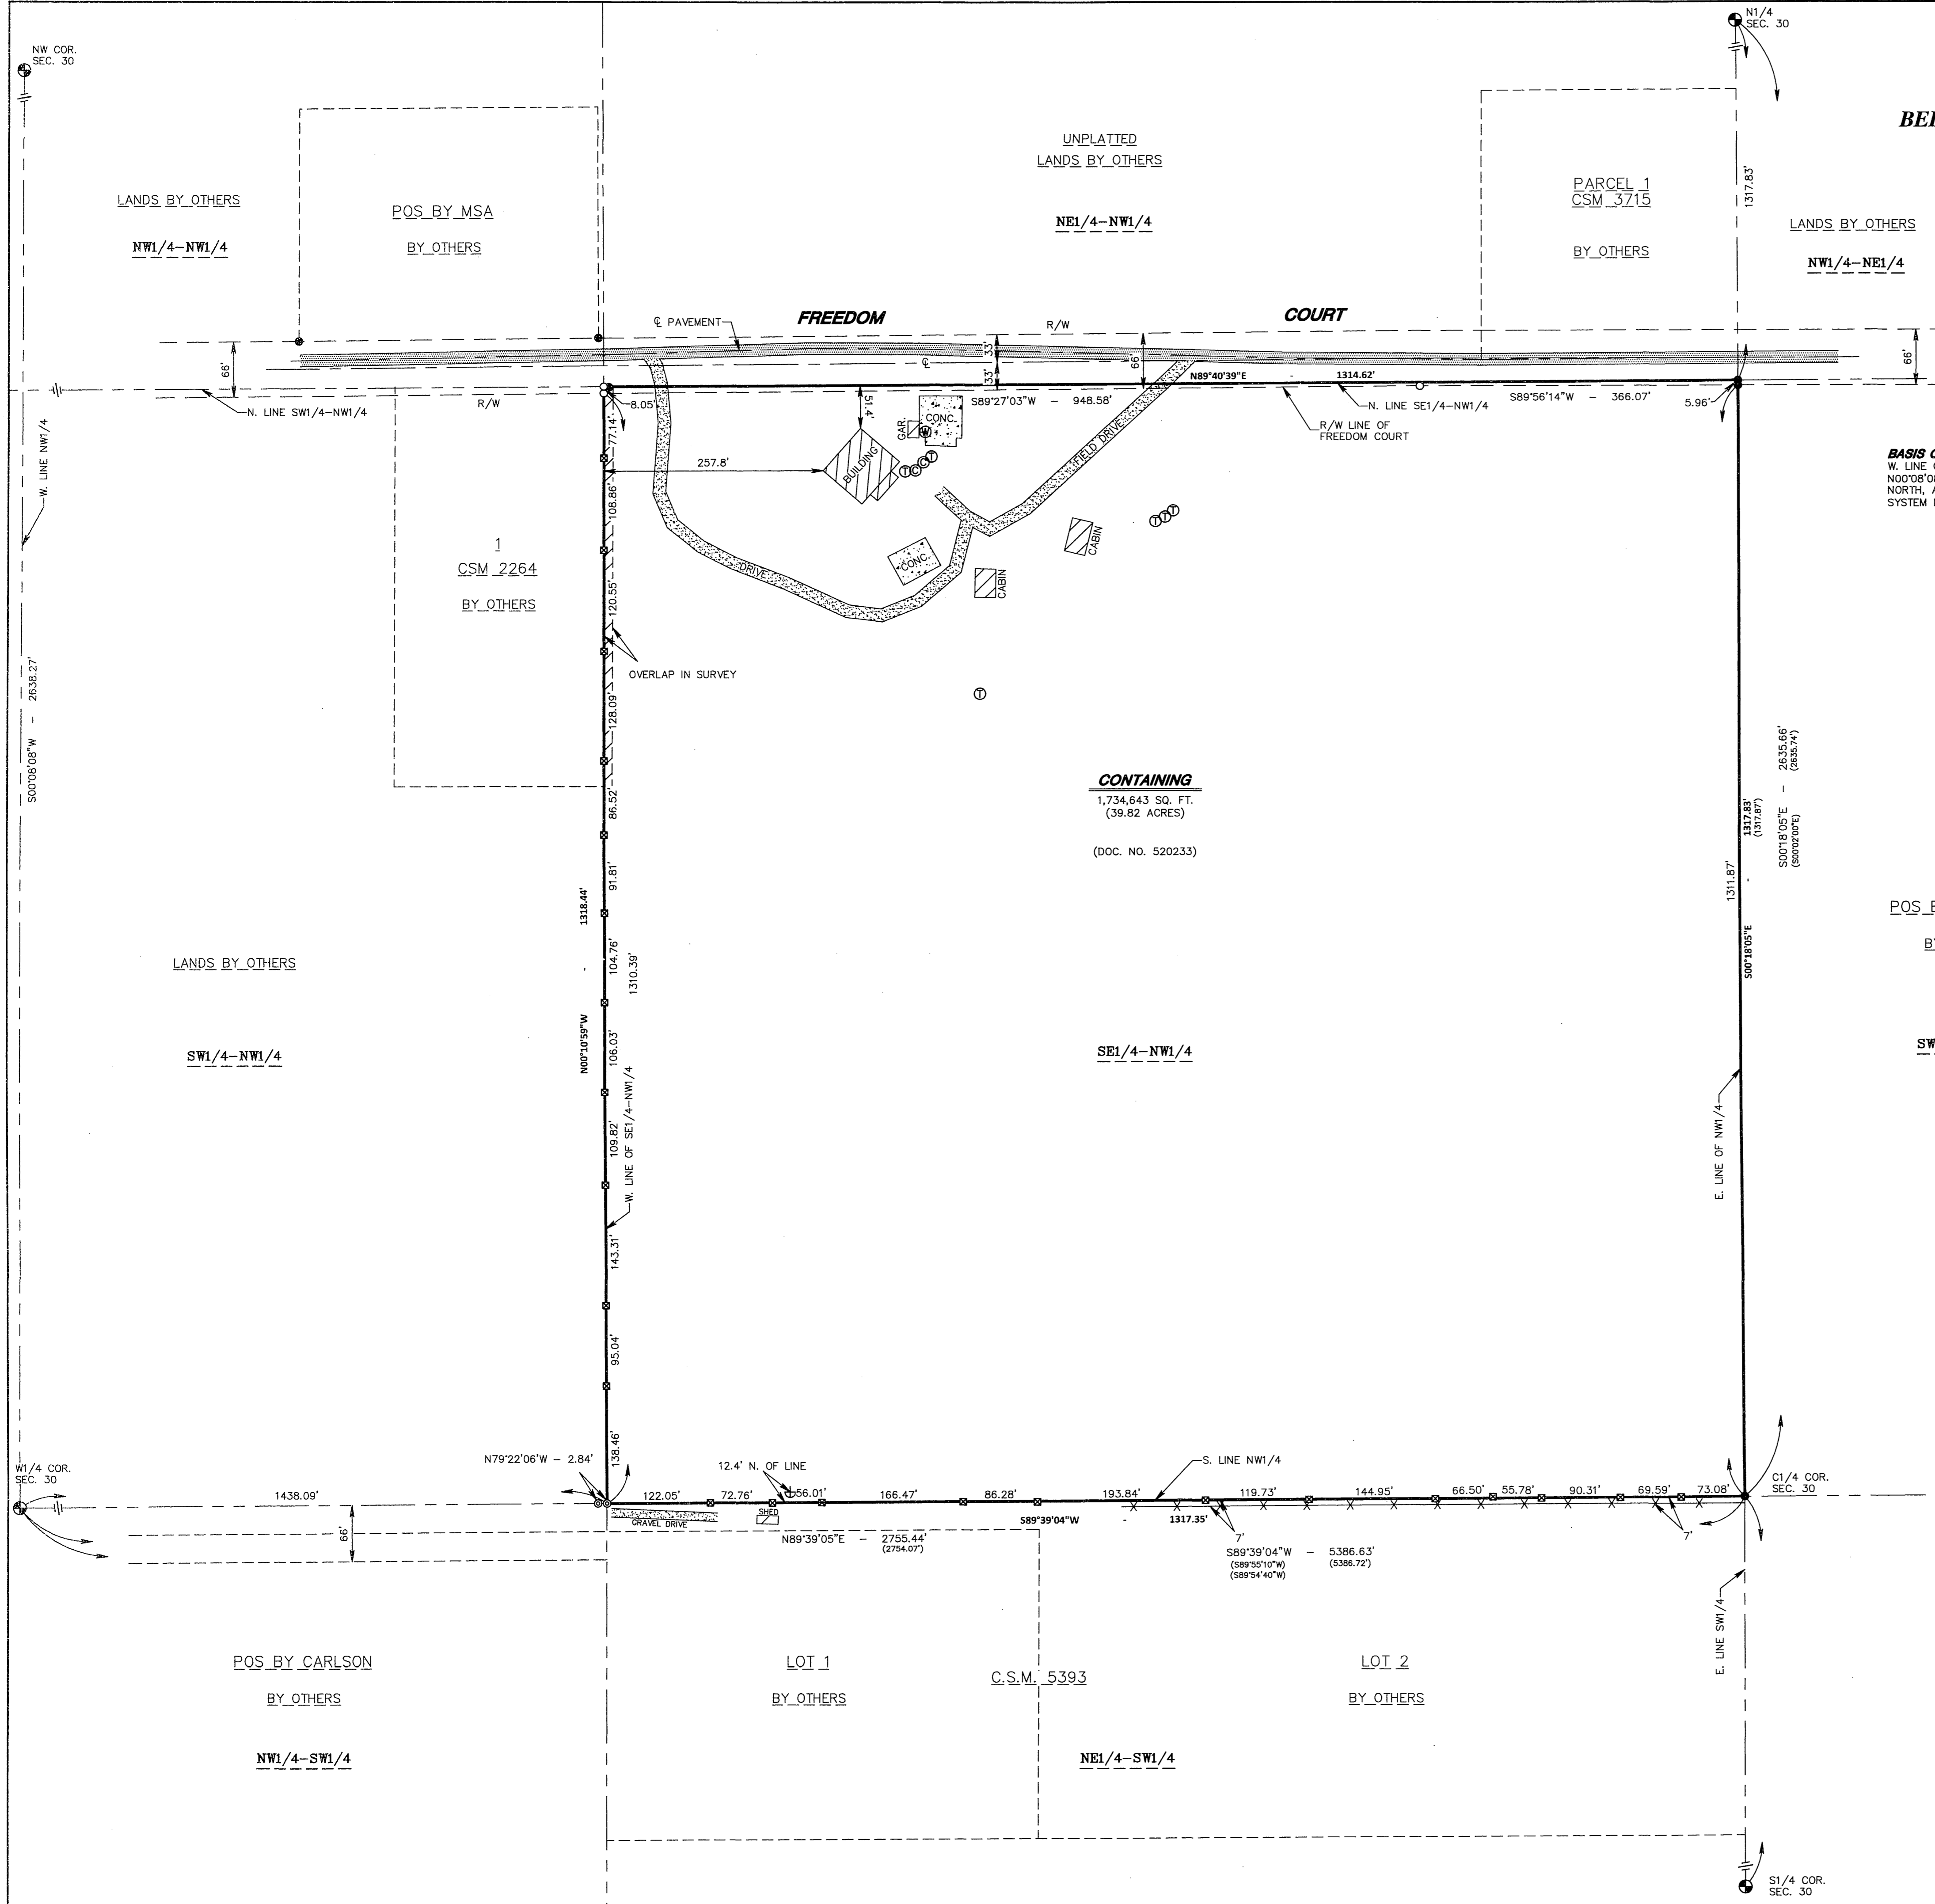 N1/4
SEC. 30
NW COR.
SEC. 30
UNPLATTED
LANDS BY OTHERS
NE1/4-NW1/4
LANDS BY OTHERS
NW1/4-NW1/4
POS BY MSA
BY OTHERS
PARCEL 1
CSM 3715
BY OTHERS
1317.83'
LANDS BY OTHERS
NW1/4-NE1/4
BEI
FREEDOM
COURT
R/W
℄ PAVEMENT
℄
66'
33'
33'
66'
66'
N89°40'39"E - 1314.62'
S89°27'03"W - 948.58'
S89°56'14"W - 366.07'
5.96'
N. LINE SE1/4-NW1/4
R/W LINE OF
FREEDOM COURT
N. LINE SW1/4-NW1/4
R/W
8.05'
51.4'
257.8'
GAR.
CONC.
W
BUILDING
T
C
C
T
FIELD DRIVE
DRIVE
CONC.
CABIN
CABIN
T
T
T
T
W. LINE NW1/4
1
CSM 2264
BY OTHERS
77.14'
108.86'
120.55'
OVERLAP IN SURVEY
128.09'
86.52'
91.81'
104.76'
106.03'
109.82'
143.31'
95.04'
138.46'
S00°08'08"W - 2638.27'
N00°10'59"W - 1318.44'
1310.39'
W. LINE OF SE1/4-NW1/4
BASIS O
W. LINE O
N00°08'08
NORTH, A
SYSTEM
CONTAINING
1,734,643 SQ. FT.
(39.82 ACRES)
(DOC. NO. 520233)
S00°18'05"E - 1317.83'
(1317.87')
1311.87'
S00°18'05"E - 2635.66'
(S00°02'00"E) (2635.74')
POS B
BY
SW
LANDS BY OTHERS
SW1/4-NW1/4
SE1/4-NW1/4
E. LINE OF NW1/4
W1/4 COR.
SEC. 30
1438.09'
66'
N79°22'06"W - 2.84'
12.4' N. OF LINE
S. LINE NW1/4
C1/4 COR.
SEC. 30
122.05'
72.76'
56.01'
166.47'
86.28'
193.84'
119.73'
144.95'
66.50'
55.78'
90.31'
69.59'
73.08'
GRAVEL DRIVE
SHED
S89°39'04"W - 1317.35'
7'
7'
N89°39'05"E - 2755.44'
(2754.07')
S89°39'04"W - 5386.63'
(S89°55'10"W) (5386.72')
(S89°54'40"W)
E. LINE SW1/4
POS BY CARLSON
BY OTHERS
NW1/4-SW1/4
LOT 1
BY OTHERS
C.S.M. 5393
LOT 2
BY OTHERS
NE1/4-SW1/4
S1/4 COR.
SEC. 30